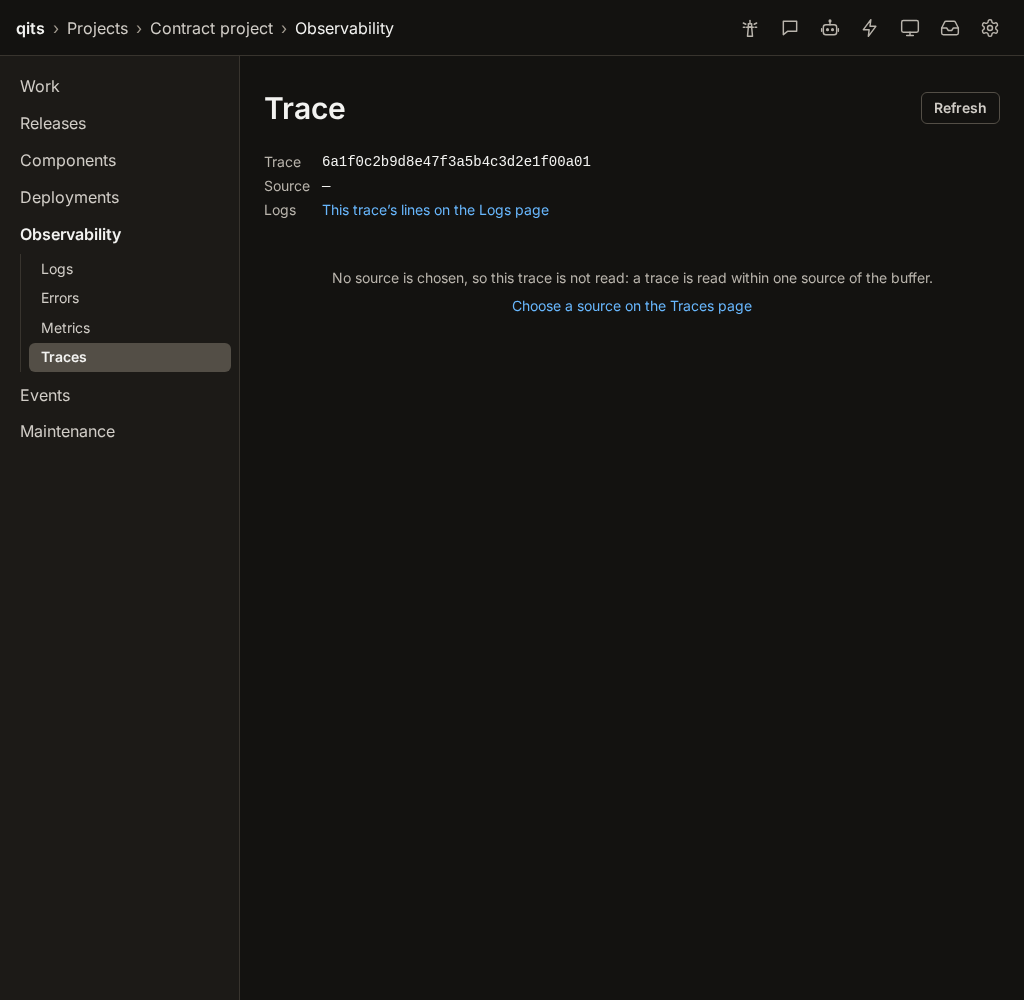 qits › Projects › Contract project › Observability
Work
Releases
Components
Deployments
Observability
Logs
Errors
Metrics
Traces
Events
Maintenance
Trace
Refresh
Trace 6a1f0c2b9d8e47f3a5b4c3d2e1f00a01
Source —
Logs This trace’s lines on the Logs page
No source is chosen, so this trace is not read: a trace is read within one source of the buffer.
Choose a source on the Traces page